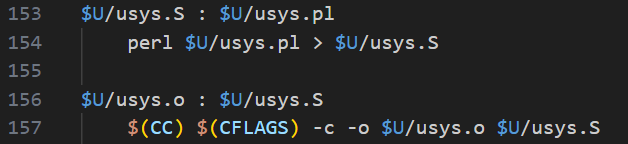 153 $U/usys.S : $U/usys.pl
154     perl $U/usys.pl > $U/usys.S
155
156 $U/usys.o : $U/usys.S
157     $(CC) $(CFLAGS) -c -o $U/usys.o $U/usys.S